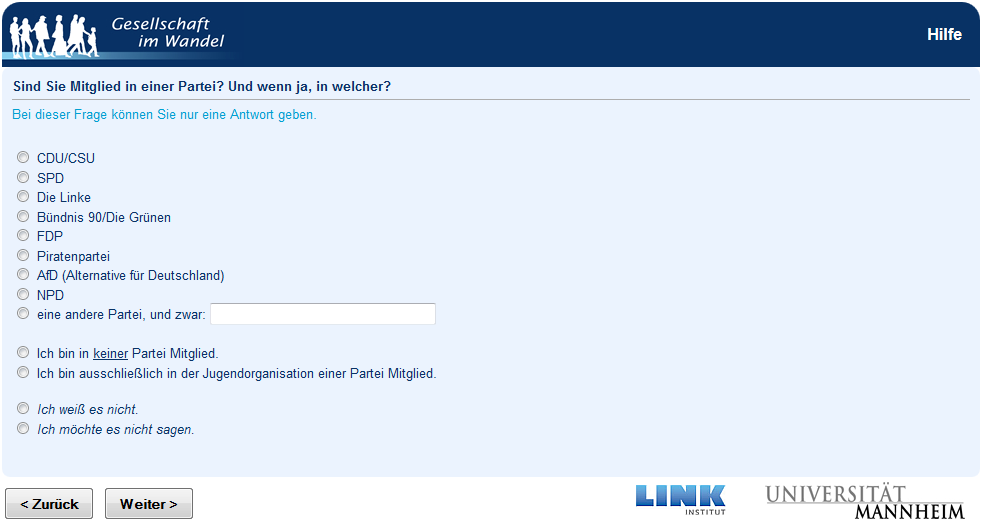 Gesellschaft
im Wandel
Hilfe
Sind Sie Mitglied in einer Partei? Und wenn ja, in welcher?
Bei dieser Frage können Sie nur eine Antwort geben.
CDU/CSU
SPD
Die Linke
Bündnis 90/Die Grünen
FDP
Piratenpartei
AfD (Alternative für Deutschland)
NPD
eine andere Partei, und zwar:
Ich bin in keiner Partei Mitglied.
Ich bin ausschließlich in der Jugendorganisation einer Partei Mitglied.
Ich weiß es nicht.
Ich möchte es nicht sagen.
< Zurück Weiter >
LINK
INSTITUT
UNIVERSITÄT
MANNHEIM